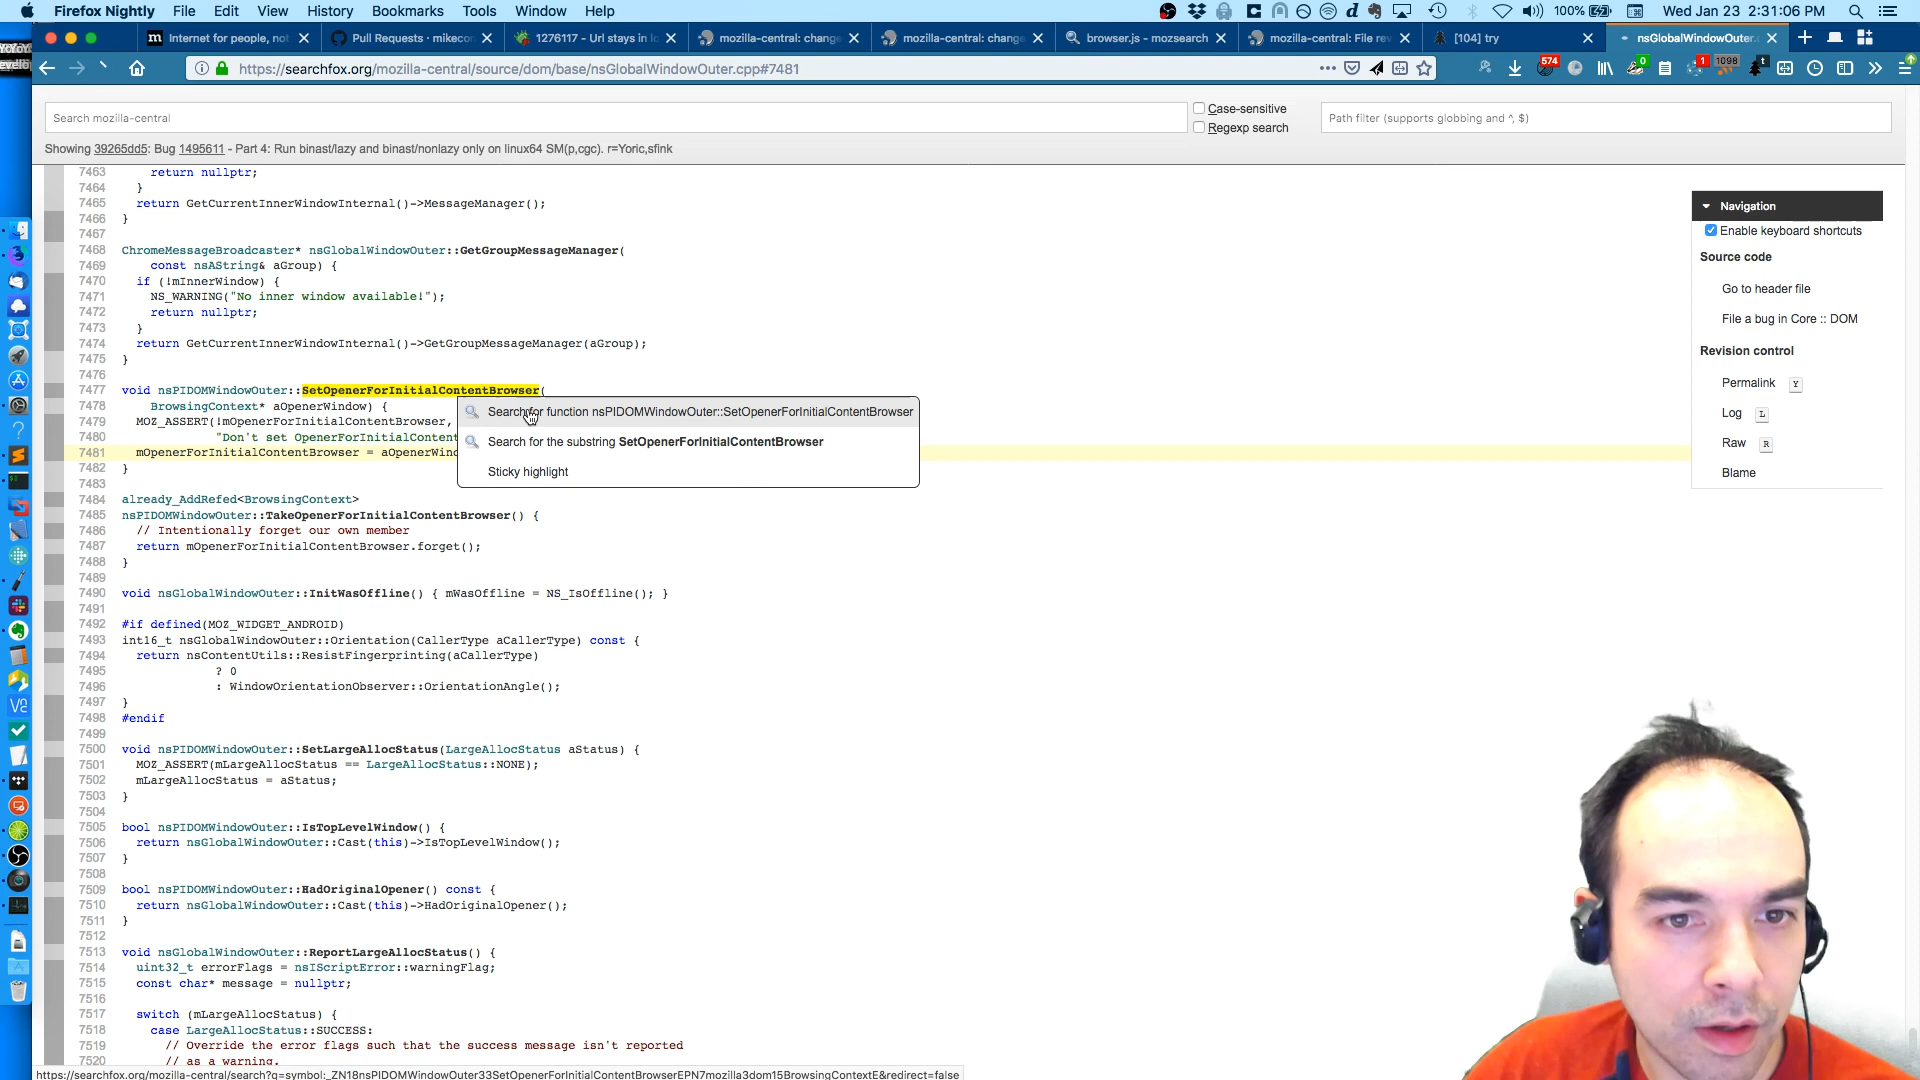 Firefox Nightly File Edit View History Bookmarks Tools Window Help 100% Wed Jan 23 2:31:06 PM
Internet for people, not Pull Requests · mikecon 1276117 - Url stays in lo mozilla-central: change mozilla-central: change browser.js - mozsearch mozilla-central: File rev [104] try nsGlobalWindowOuter.c
https://searchfox.org/mozilla-central/source/dom/base/nsGlobalWindowOuter.cpp#7481 574 0 1 1098 t
Search mozilla-central Case-sensitive Path filter (supports globbing and ^, $)
Regexp search
Showing 39265dd5: Bug 1495611 - Part 4: Run binast/lazy and binast/nonlazy only on linux64 SM(p,cgc). r=Yoric,sfink
7463 return nullptr;
7464 }
7465 return GetCurrentInnerWindowInternal()->MessageManager();
7466 }
7467
7468 ChromeMessageBroadcaster* nsGlobalWindowOuter::GetGroupMessageManager(
7469 const nsAString& aGroup) {
7470 if (!mInnerWindow) {
7471 NS_WARNING("No inner window available!");
7472 return nullptr;
7473 }
7474 return GetCurrentInnerWindowInternal()->GetGroupMessageManager(aGroup);
7475 }
7476
7477 void nsPIDOMWindowOuter::SetOpenerForInitialContentBrowser(
7478 BrowsingContext* aOpenerWindow) {
7479 MOZ_ASSERT(!mOpenerForInitialContentBrowser,
7480 "Don't set OpenerForInitialContent
7481 mOpenerForInitialContentBrowser = aOpenerWind
7482 }
7483
7484 already_AddRefed<BrowsingContext>
7485 nsPIDOMWindowOuter::TakeOpenerForInitialContentBrowser() {
7486 // Intentionally forget our own member
7487 return mOpenerForInitialContentBrowser.forget();
7488 }
7489
7490 void nsGlobalWindowOuter::InitWasOffline() { mWasOffline = NS_IsOffline(); }
7491
7492 #if defined(MOZ_WIDGET_ANDROID)
7493 int16_t nsGlobalWindowOuter::Orientation(CallerType aCallerType) const {
7494 return nsContentUtils::ResistFingerprinting(aCallerType)
7495 ? 0
7496 : WindowOrientationObserver::OrientationAngle();
7497 }
7498 #endif
7499
7500 void nsPIDOMWindowOuter::SetLargeAllocStatus(LargeAllocStatus aStatus) {
7501 MOZ_ASSERT(mLargeAllocStatus == LargeAllocStatus::NONE);
7502 mLargeAllocStatus = aStatus;
7503 }
7504
7505 bool nsPIDOMWindowOuter::IsTopLevelWindow() {
7506 return nsGlobalWindowOuter::Cast(this)->IsTopLevelWindow();
7507 }
7508
7509 bool nsPIDOMWindowOuter::HadOriginalOpener() const {
7510 return nsGlobalWindowOuter::Cast(this)->HadOriginalOpener();
7511 }
7512
7513 void nsGlobalWindowOuter::ReportLargeAllocStatus() {
7514 uint32_t errorFlags = nsIScriptError::warningFlag;
7515 const char* message = nullptr;
7516
7517 switch (mLargeAllocStatus) {
7518 case LargeAllocStatus::SUCCESS:
7519 // Override the error flags such that the success message isn't reported
7520 // as a warning.
Search for function nsPIDOMWindowOuter::SetOpenerForInitialContentBrowser
Search for the substring SetOpenerForInitialContentBrowser
Sticky highlight
Navigation
Enable keyboard shortcuts
Source code
Go to header file
File a bug in Core :: DOM
Revision control
Permalink Y
Log L
Raw R
Blame
https://searchfox.org/mozilla-central/search?q=symbol:_ZN18nsPIDOMWindowOuter33SetOpenerForInitialContentBrowserEPN7mozilla3dom15BrowsingContextE&redirect=false